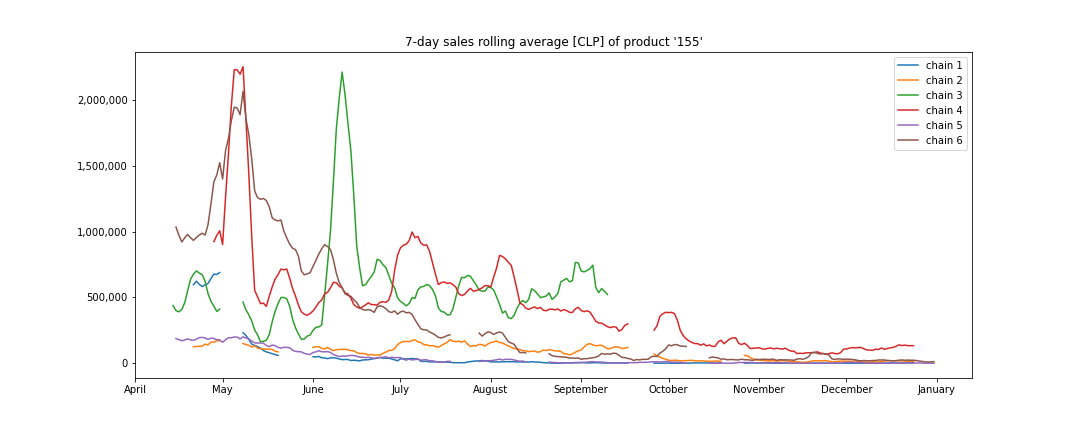 7-day sales rolling average [CLP] of product '155'
2,000,000
1,500,000
1,000,000
500,000
0
chain 1
chain 2
chain 3
chain 4
chain 5
chain 6
April May June July August September October November December January